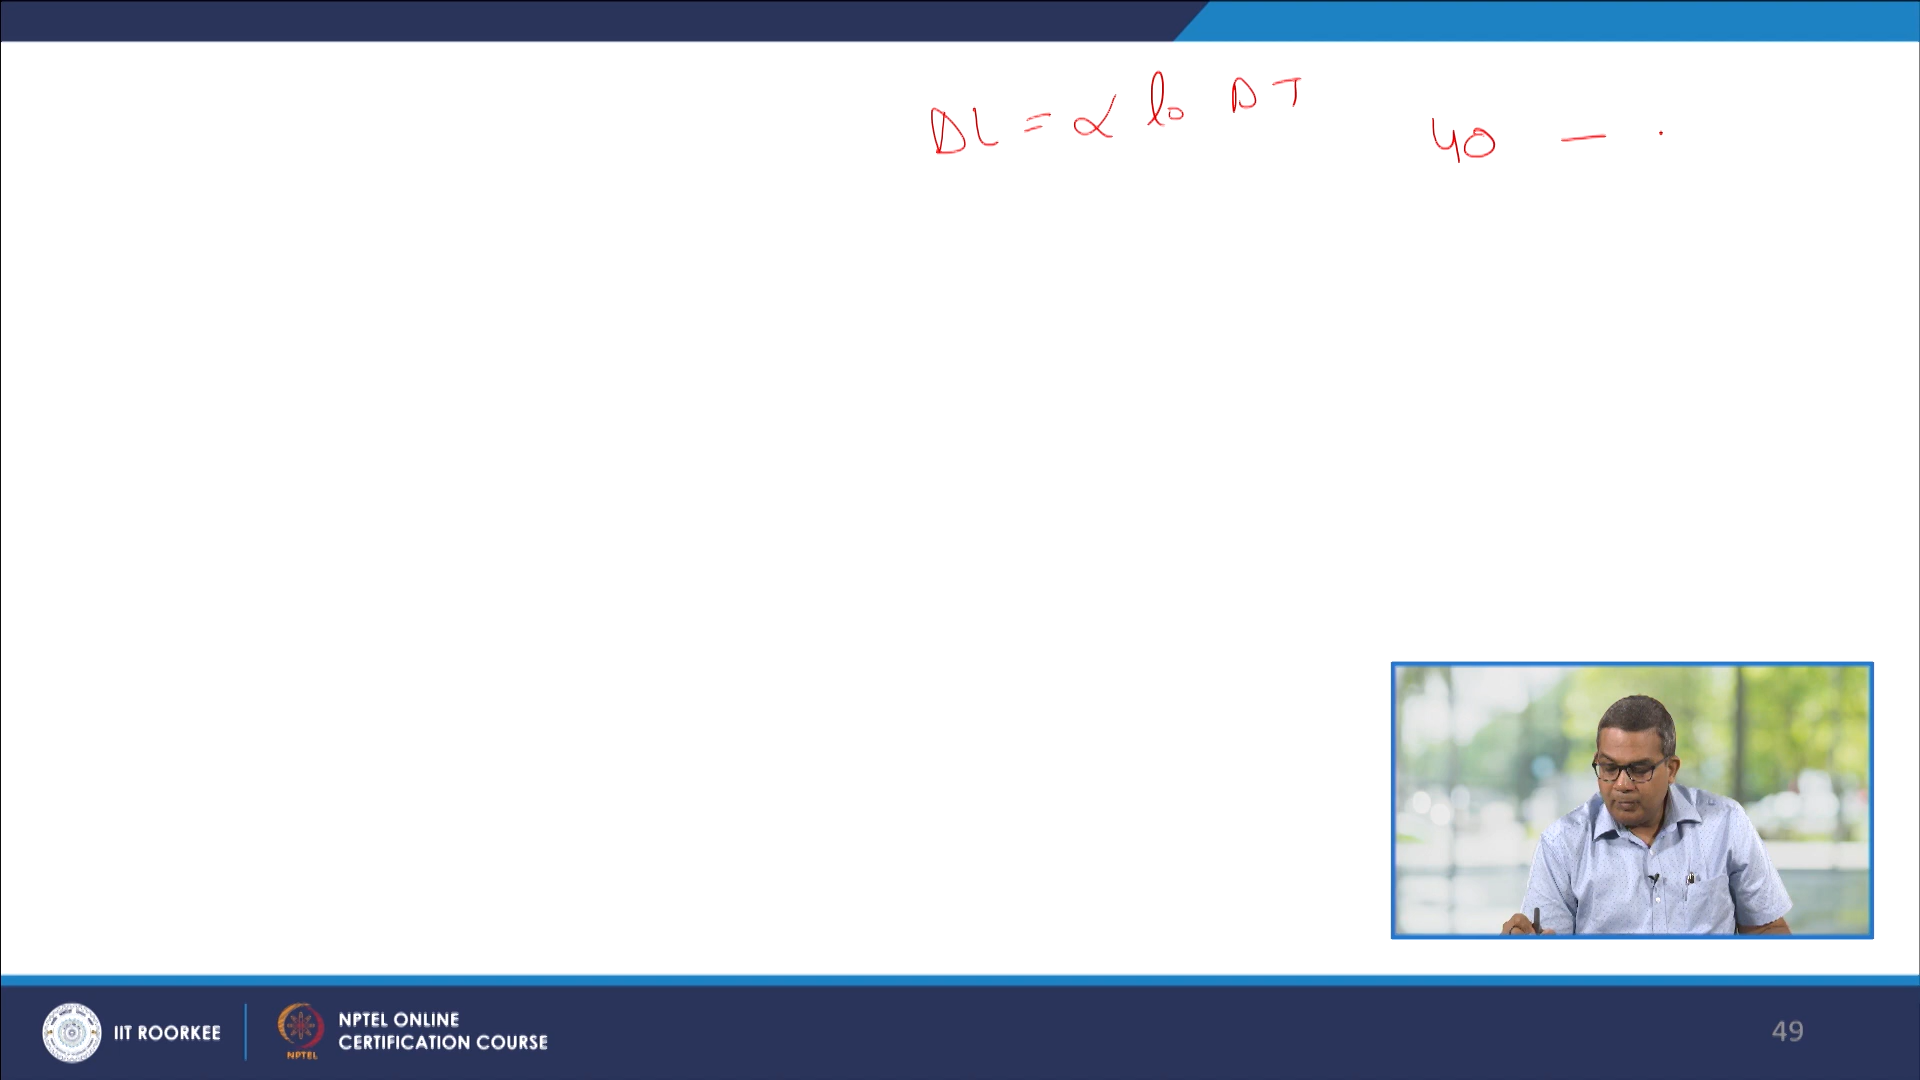 ΔL = α l₀ ΔT
40 — .
IIT ROORKEE
NPTEL
NPTEL ONLINE
CERTIFICATION COURSE
49